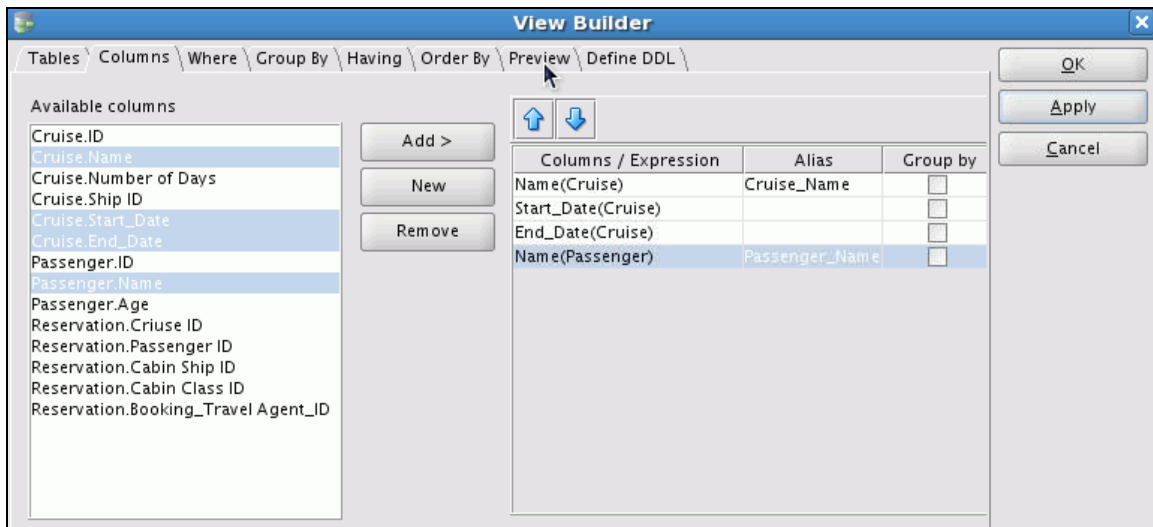 View Builder
Tables Columns Where Group By Having Order By Preview Define DDL
OK
Apply
Cancel
Available columns
Cruise.ID
Cruise.Name
Cruise.Number of Days
Cruise.Ship ID
Cruise.Start_Date
Cruise.End_Date
Passenger.ID
Passenger.Name
Passenger.Age
Reservation.Criuse ID
Reservation.Passenger ID
Reservation.Cabin Ship ID
Reservation.Cabin Class ID
Reservation.Booking_Travel Agent_ID
Add >
New
Remove
Columns / Expression Alias Group by
Name(Cruise) Cruise_Name
Start_Date(Cruise)
End_Date(Cruise)
Name(Passenger) Passenger_Name